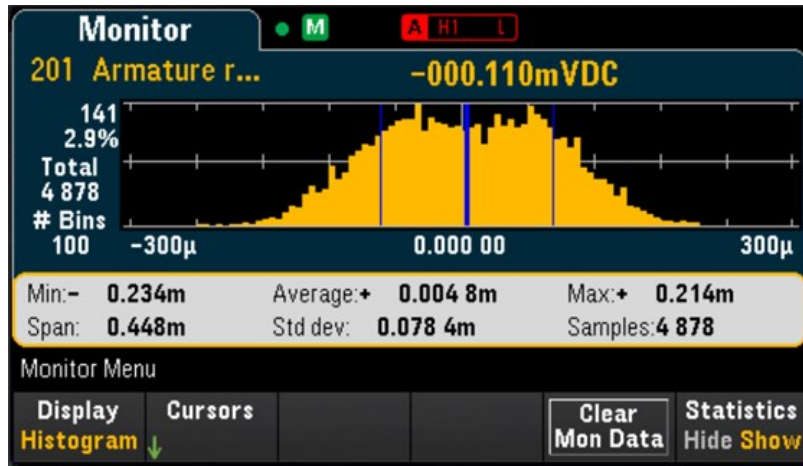 Monitor
M
A H1 L
201 Armature r...
-000.110mVDC
141
2.9%
Total
4 878
# Bins
100
-300µ
0.000 00
300µ
Min:- 0.234m
Average:+ 0.004 8m
Max:+ 0.214m
Span: 0.448m
Std dev: 0.078 4m
Samples:4 878
Monitor Menu
Display
Histogram
Cursors
↓
Clear
Mon Data
Statistics
Hide Show